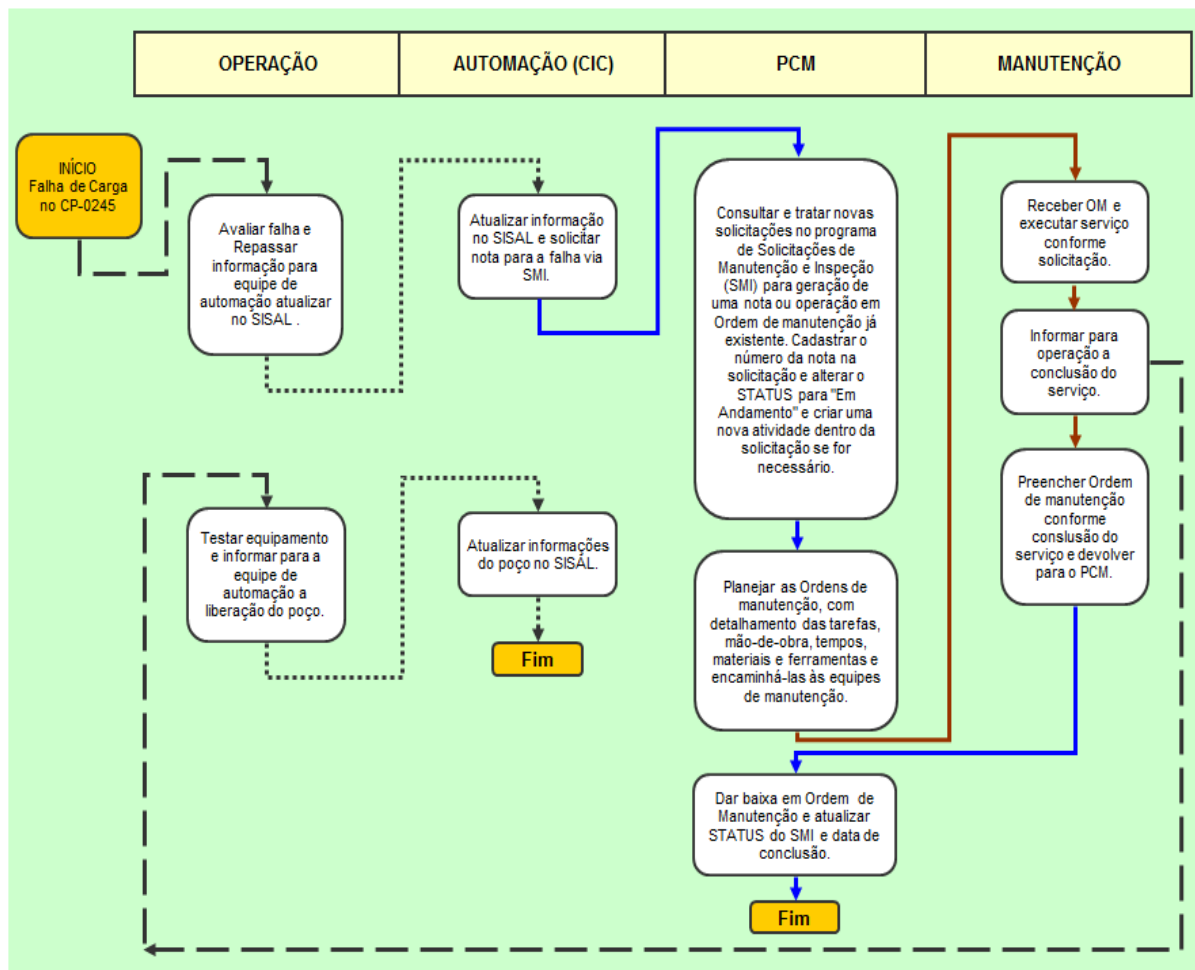 OPERAÇÃO
AUTOMAÇÃO (CIC)
PCM
MANUTENÇÃO
INÍCIO
Falha de Carga
no CP-0245
Avaliar falha e
Repassar
informação para
equipe de
automação atualizar
no SISAL .
Atualizar informação
no SISAL e solicitar
nota para a falha via
SMI.
Consultar e tratar novas
solicitações no programa
de Solicitações de
Manutenção e Inspeção
(SMI) para geração de
uma nota ou operação em
Ordem de manutenção já
existente. Cadastrar o
número da nota na
solicitação e alterar o
STATUS para "Em
Andamento" e criar uma
nova atividade dentro da
solicitação se for
necessário.
Receber OM e
executar serviço
conforme
solicitação.
Informar para
operação a
conclusão do
serviço.
Preencher Ordem
de manutenção
conforme
conslusão do
serviço e devolver
para o PCM.
Testar equipamento
e informar para a
equipe de
automação a
liberação do poço.
Atualizar informações
do poço no SISAL.
Fim
Planejar as Ordens de
manutenção, com
detalhamento das tarefas,
mão-de-obra, tempos,
materiais e ferramentas e
encaminhá-las às equipes
de manutenção.
Dar baixa em Ordem de
Manutenção e atualizar
STATUS do SMI e data de
conclusão.
Fim